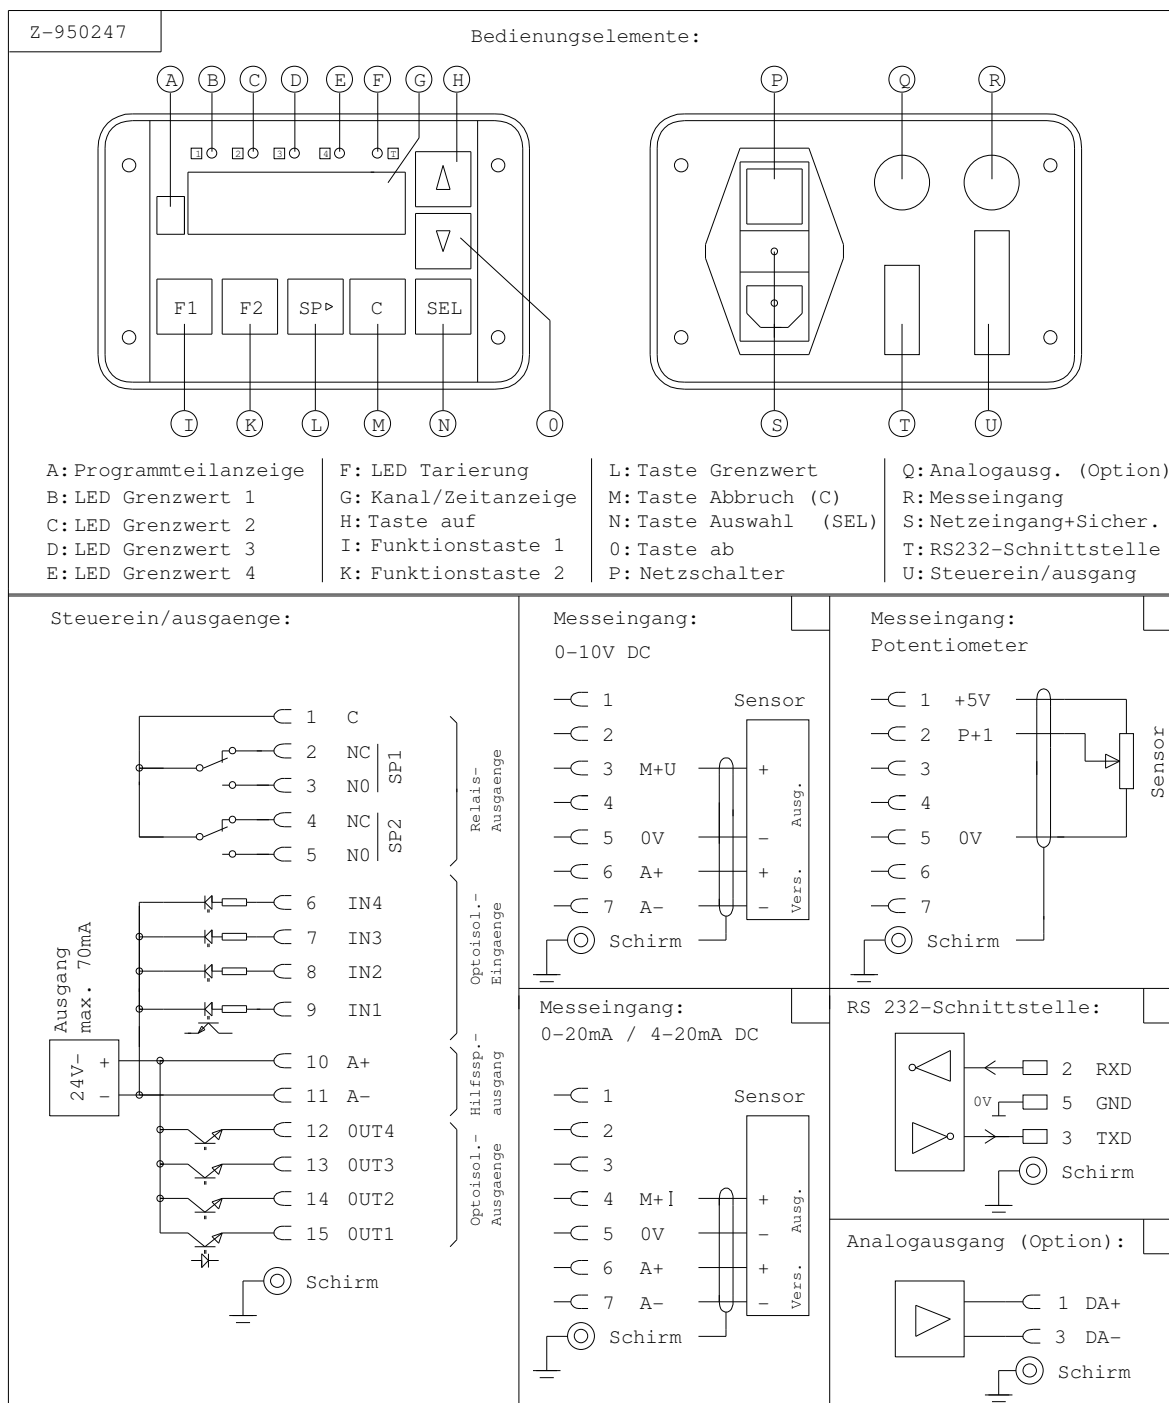 Z-950247
Bedienungselemente:
A B C D E F G H
P Q R
1 2 3 4 T
F1 F2 SP C SEL
I K L M N 0
S T U
A: Programmteilanzeige
B: LED Grenzwert 1
C: LED Grenzwert 2
D: LED Grenzwert 3
E: LED Grenzwert 4
F: LED Tarierung
G: Kanal/Zeitanzeige
H: Taste auf
I: Funktionstaste 1
K: Funktionstaste 2
L: Taste Grenzwert
M: Taste Abbruch (C)
N: Taste Auswahl (SEL)
0: Taste ab
P: Netzschalter
Q: Analogausg. (Option)
R: Messeingang
S: Netzeingang+Sicher.
T: RS232-Schnittstelle
U: Steuerein/ausgang
Steuerein/ausgaenge:
1 C
2 NC
3 N0
SP1
4 NC
5 N0
SP2
Relais-
Ausgaenge
6 IN4
7 IN3
8 IN2
9 IN1
Optoisol.-
Eingaenge
Ausgang
max. 70mA
24V-
+
-
10 A+
11 A-
Hilfssp.-
ausgang
12 0UT4
13 0UT3
14 0UT2
15 0UT1
Optoisol.-
Ausgaenge
Schirm
Messeingang:
0-10V DC
Sensor
1
2
3 M+U +
4
5 0V -
6 A+ +
7 A- -
Ausg.
Vers.
Schirm
Messeingang:
Potentiometer
1 +5V
2 P+1
3
4
5 0V
6
7
Sensor
Schirm
Messeingang:
0-20mA / 4-20mA DC
Sensor
1
2
3
4 M+I +
5 0V -
6 A+ +
7 A- -
Ausg.
Vers.
Schirm
RS 232-Schnittstelle:
2 RXD
0V 5 GND
3 TXD
Schirm
Analogausgang (Option):
1 DA+
3 DA-
Schirm